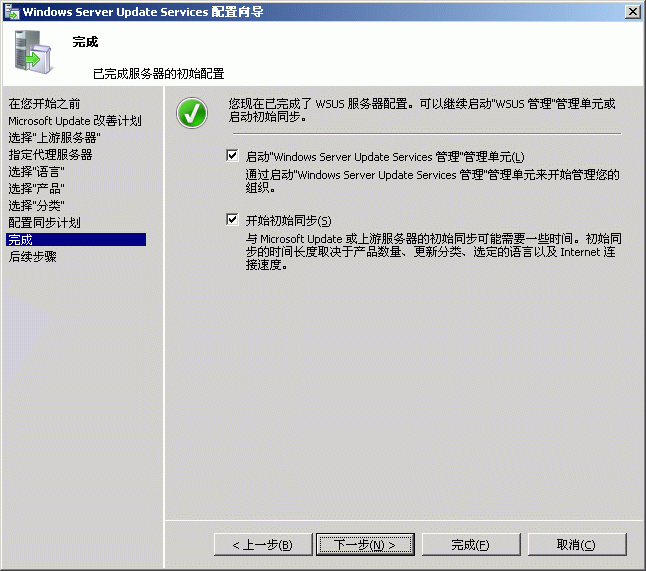 Windows Server Update Services 配置向导
完成
已完成服务器的初始配置
在您开始之前
Microsoft Update 改善计划
选择"上游服务器"
指定代理服务器
选择"语言"
选择"产品"
选择"分类"
配置同步计划
完成
后续步骤
您现在已完成了 WSUS 服务器配置。可以继续启动"WSUS 管理"管理单元或
启动初始同步。
启动"Windows Server Update Services 管理"管理单元(L)
通过启动"Windows Server Update Services 管理"管理单元来开始管理您的
组织。
开始初始同步(S)
与 Microsoft Update 或上游服务器的初始同步可能需要一些时间。初始同
步的时间长度取决于产品数量、更新分类、选定的语言以及 Internet 连
接速度。
< 上一步(B)
下一步(N) >
完成(F)
取消(C)